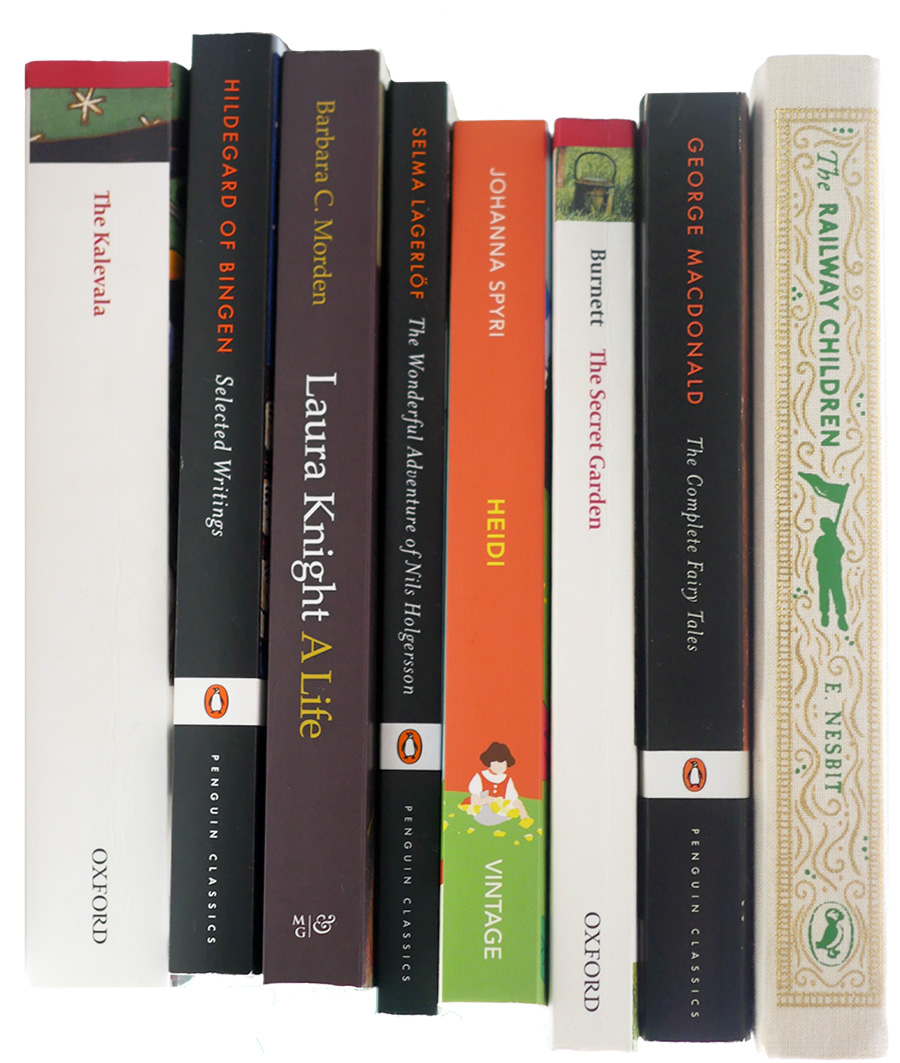 The Kalevala
OXFORD
HILDEGARD OF BINGEN Selected Writings
PENGUIN CLASSICS
Barbara C. Morden
Laura Knight A Life
M&
MG
SELMA LAGERLÖF The Wonderful Adventure of Nils Holgersson
PENGUIN CLASSICS
JOHANNA SPYRI
HEIDI
VINTAGE
Burnett The Secret Garden
OXFORD
GEORGE MACDONALD The Complete Fairy Tales
PENGUIN CLASSICS
The RAILWAY CHILDREN
E. NESBIT